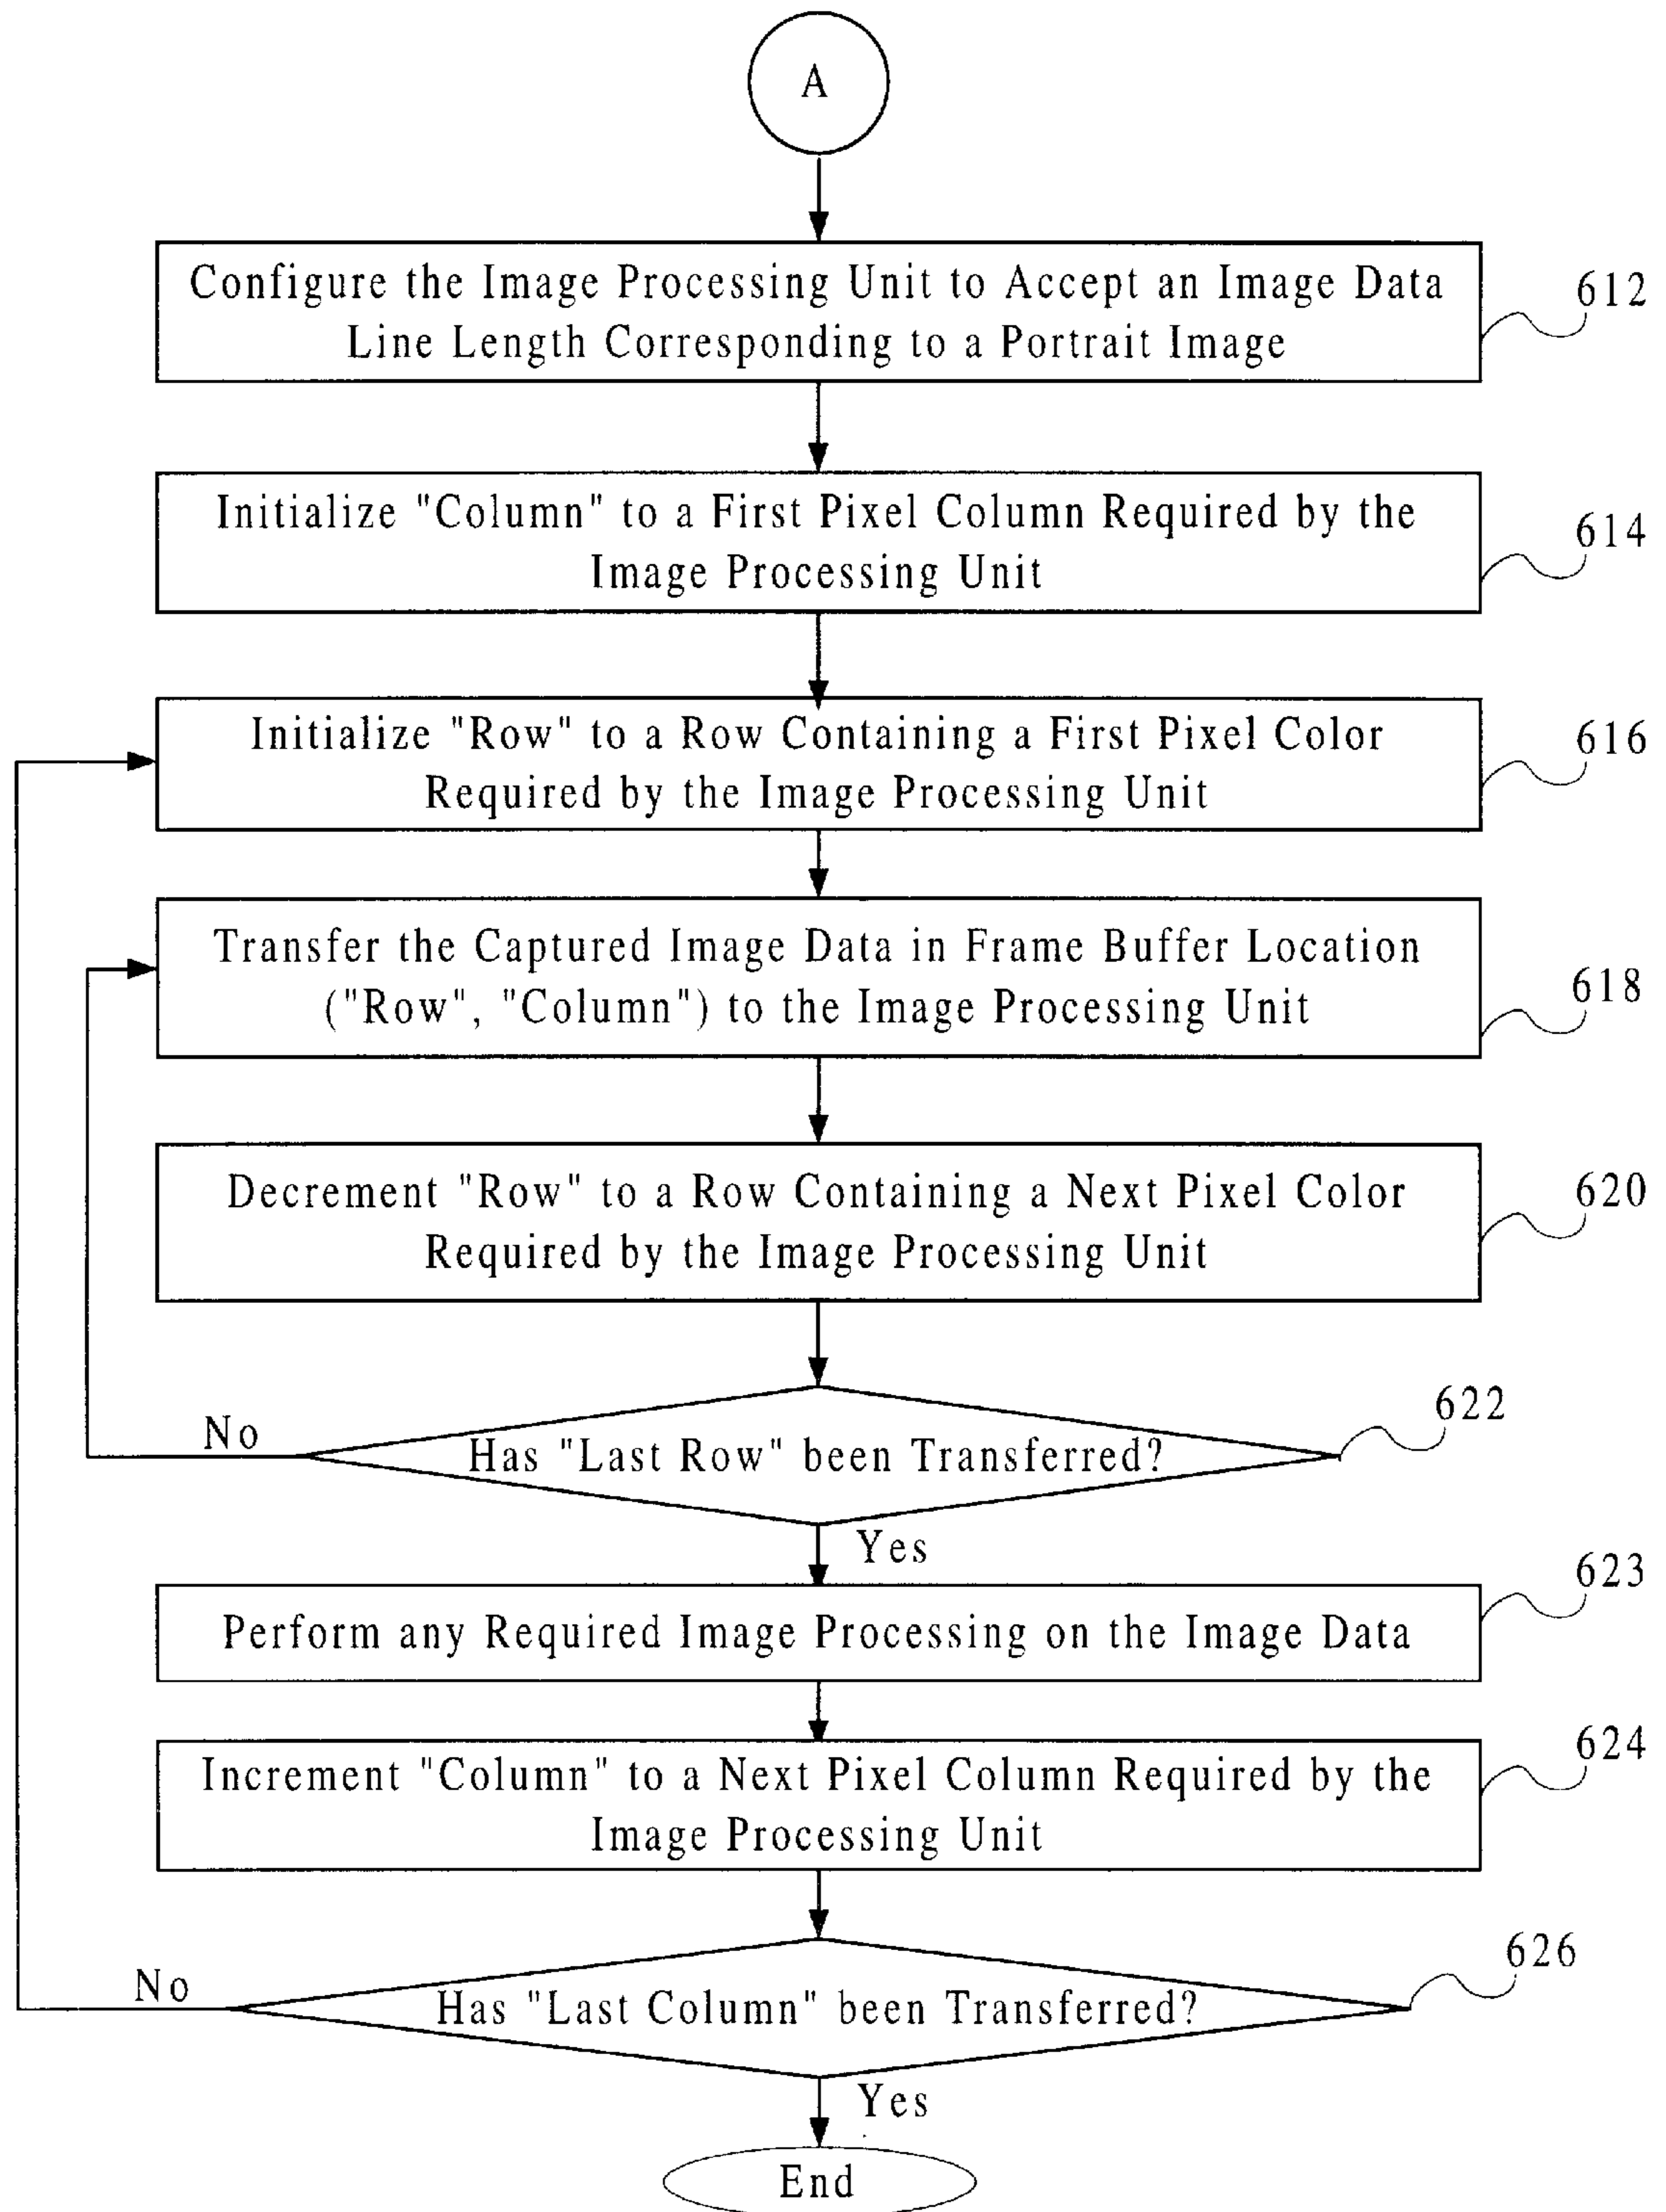 A
Configure the Image Processing Unit to Accept an Image Data
Line Length Corresponding to a Portrait Image
612
Initialize "Column" to a First Pixel Column Required by the
Image Processing Unit
614
Initialize "Row" to a Row Containing a First Pixel Color
Required by the Image Processing Unit
616
Transfer the Captured Image Data in Frame Buffer Location
("Row", "Column") to the Image Processing Unit
618
Decrement "Row" to a Row Containing a Next Pixel Color
Required by the Image Processing Unit
620
No
Has "Last Row" been Transferred?
622
Yes
Perform any Required Image Processing on the Image Data
623
Increment "Column" to a Next Pixel Column Required by the
Image Processing Unit
624
No
Has "Last Column" been Transferred?
626
Yes
End